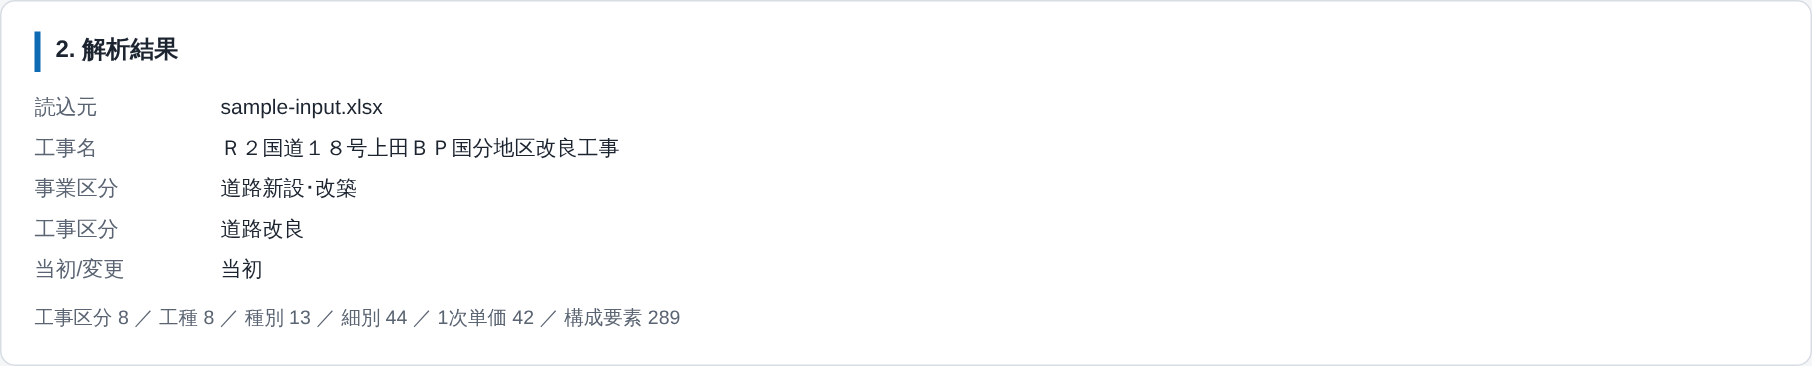 2. 解析結果
読込元 sample-input.xlsx
工事名 Ｒ２国道１８号上田ＢＰ国分地区改良工事
事業区分 道路新設･改築
工事区分 道路改良
当初/変更 当初
工事区分 8 ／ 工種 8 ／ 種別 13 ／ 細別 44 ／ 1次単価 42 ／ 構成要素 289